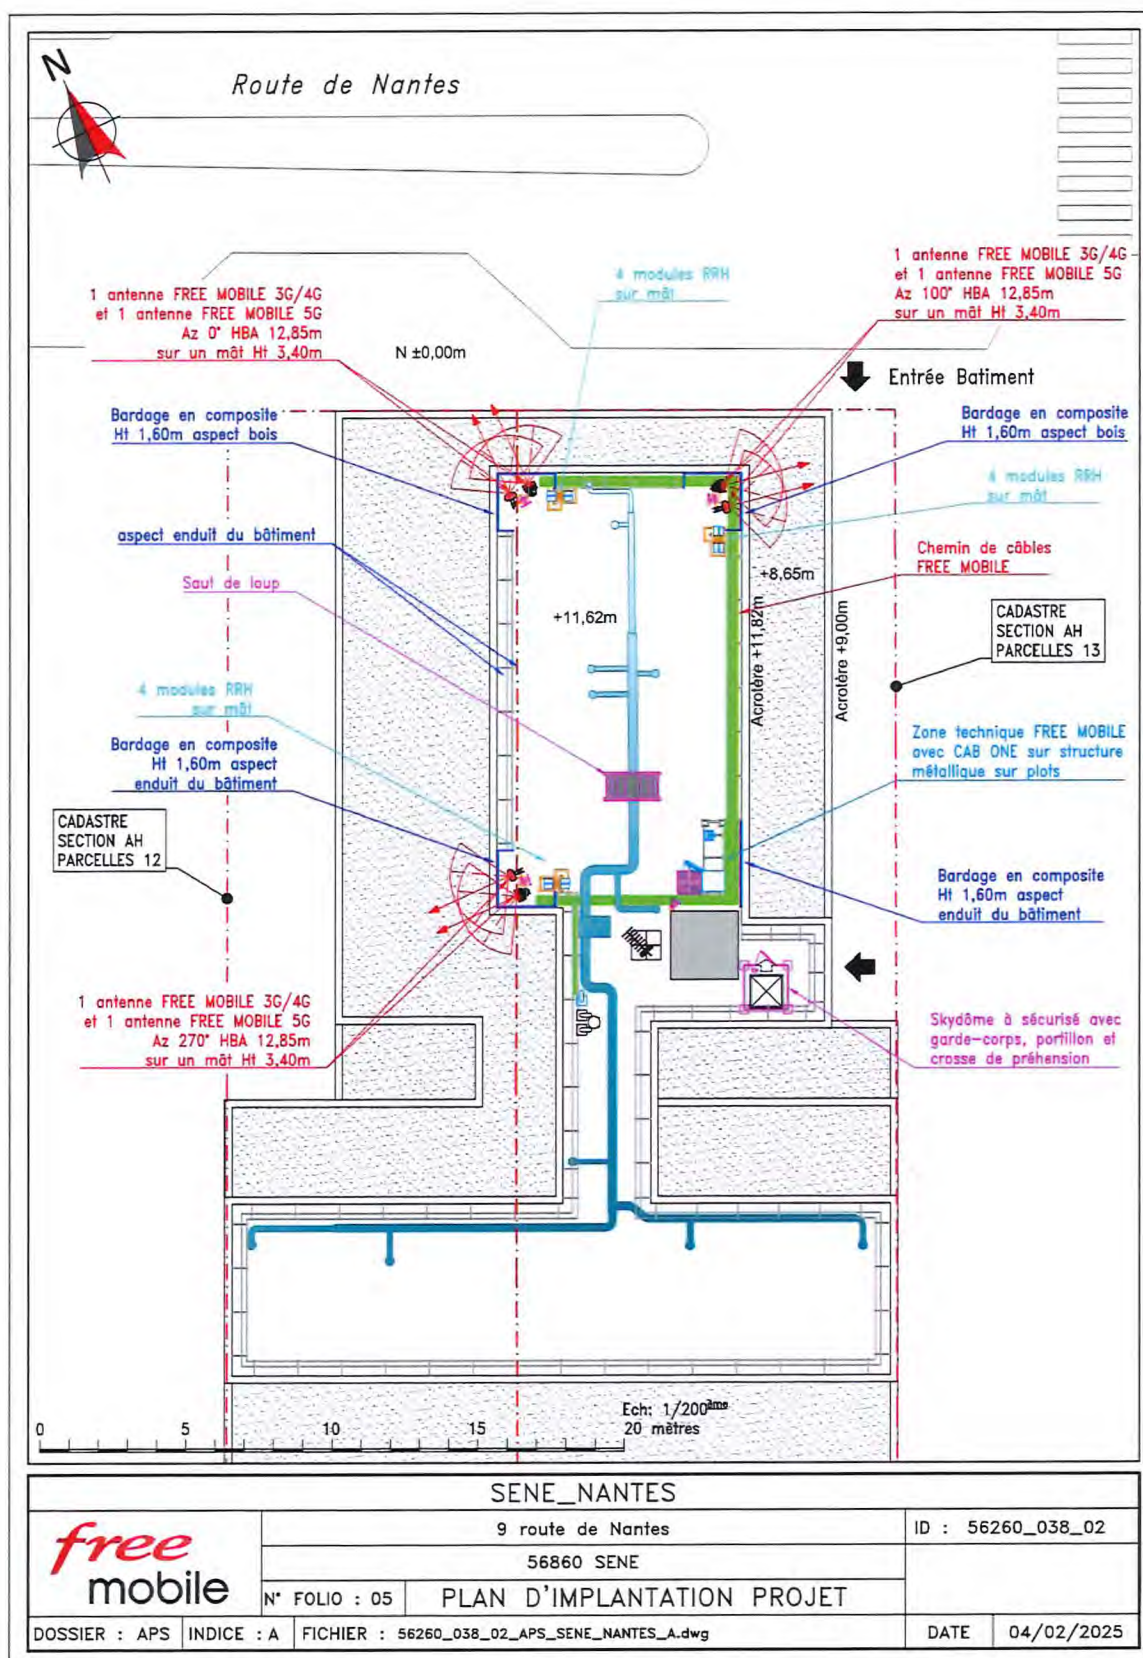 N
Route de Nantes
1 antenne FREE MOBILE 3G/4G
et 1 antenne FREE MOBILE 5G
Az 0° HBA 12,85m
sur un mât Ht 3,40m
4 modules RRH
sur mât
1 antenne FREE MOBILE 3G/4G
et 1 antenne FREE MOBILE 5G
Az 100° HBA 12,85m
sur un mât Ht 3,40m
N ±0,00m
Entrée Batiment
Bardage en composite
Ht 1,60m aspect bois
Bardage en composite
Ht 1,60m aspect bois
4 modules RRH
sur mât
aspect enduit du bâtiment
Chemin de câbles
FREE MOBILE
Saut de loup
+8,65m
+11,62m
Acrotère +11,82m
Acrotère +9,00m
CADASTRE
SECTION AH
PARCELLES 13
4 modules RRH
sur mât
Zone technique FREE MOBILE
avec CAB ONE sur structure
métallique sur plots
Bardage en composite
Ht 1,60m aspect
enduit du bâtiment
CADASTRE
SECTION AH
PARCELLES 12
Bardage en composite
Ht 1,60m aspect
enduit du bâtiment
1 antenne FREE MOBILE 3G/4G
et 1 antenne FREE MOBILE 5G
Az 270° HBA 12,85m
sur un mât Ht 3,40m
Skydôme à sécurisé avec
garde-corps, portillon et
crosse de préhension
Ech: 1/200ème
0 5 10 15 20 mètres
SENE_NANTES
free
mobile
9 route de Nantes
ID : 56260_038_02
56860 SENE
N° FOLIO : 05
PLAN D'IMPLANTATION PROJET
DOSSIER : APS
INDICE : A
FICHIER : 56260_038_02_APS_SENE_NANTES_A.dwg
DATE
04/02/2025